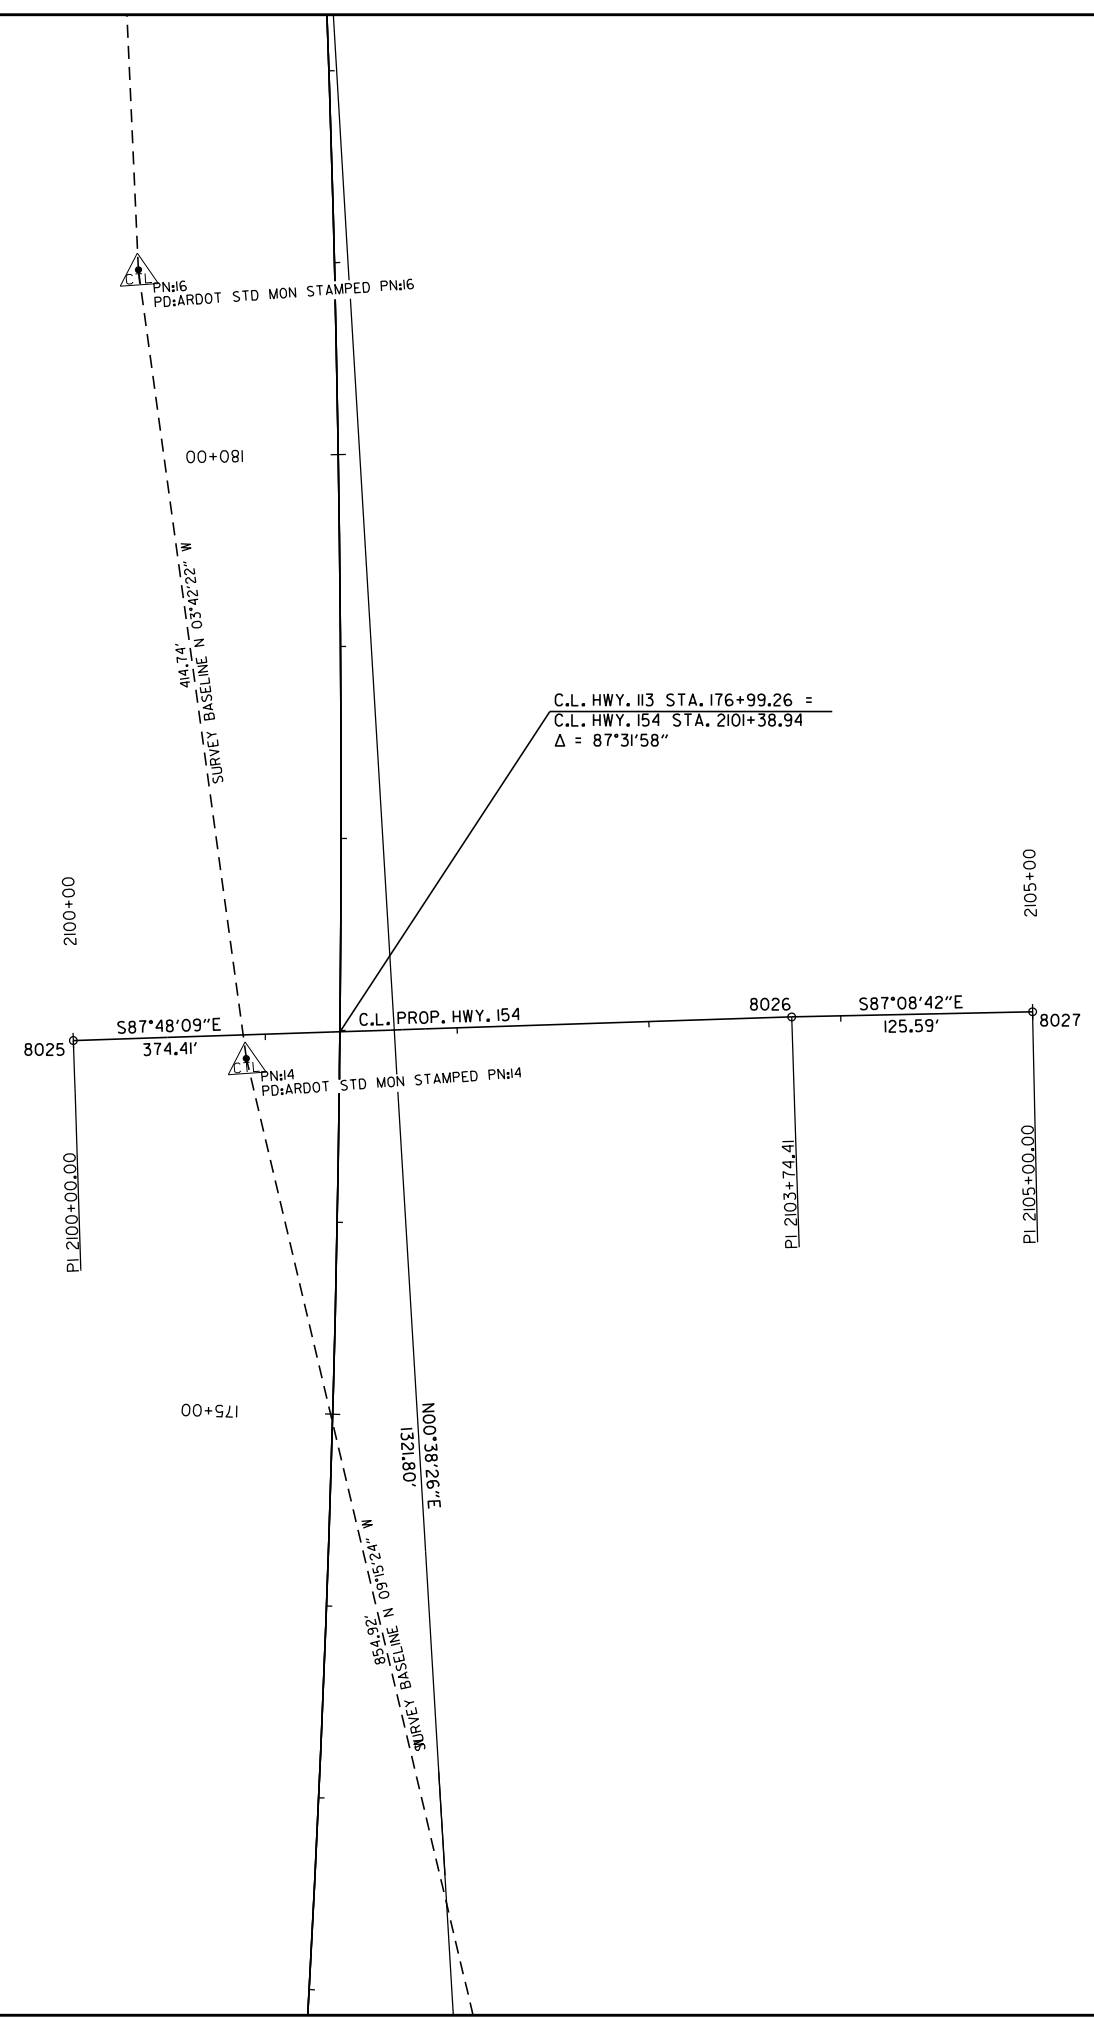 PN:16
PD:ARDOT STD MON STAMPED PN:16
180+00
414.74'
SURVEY BASELINE N 03°42'22" W
C.L. HWY. 113 STA. 176+99.26 =
C.L. HWY. 154 STA. 2101+38.94
Δ = 87°31'58"
2100+00
2105+00
S87°48'09"E
374.41'
8025
C.L. PROP. HWY. 154
8026
S87°08'42"E
125.59'
8027
CTL
CTL
PN:14
PD:ARDOT STD MON STAMPED PN:14
PI 2100+00.00
PI 2103+74.41
PI 2105+00.00
175+00
N00°38'26"E
1321.80'
854.92'
SURVEY BASELINE N 09°15'24" W